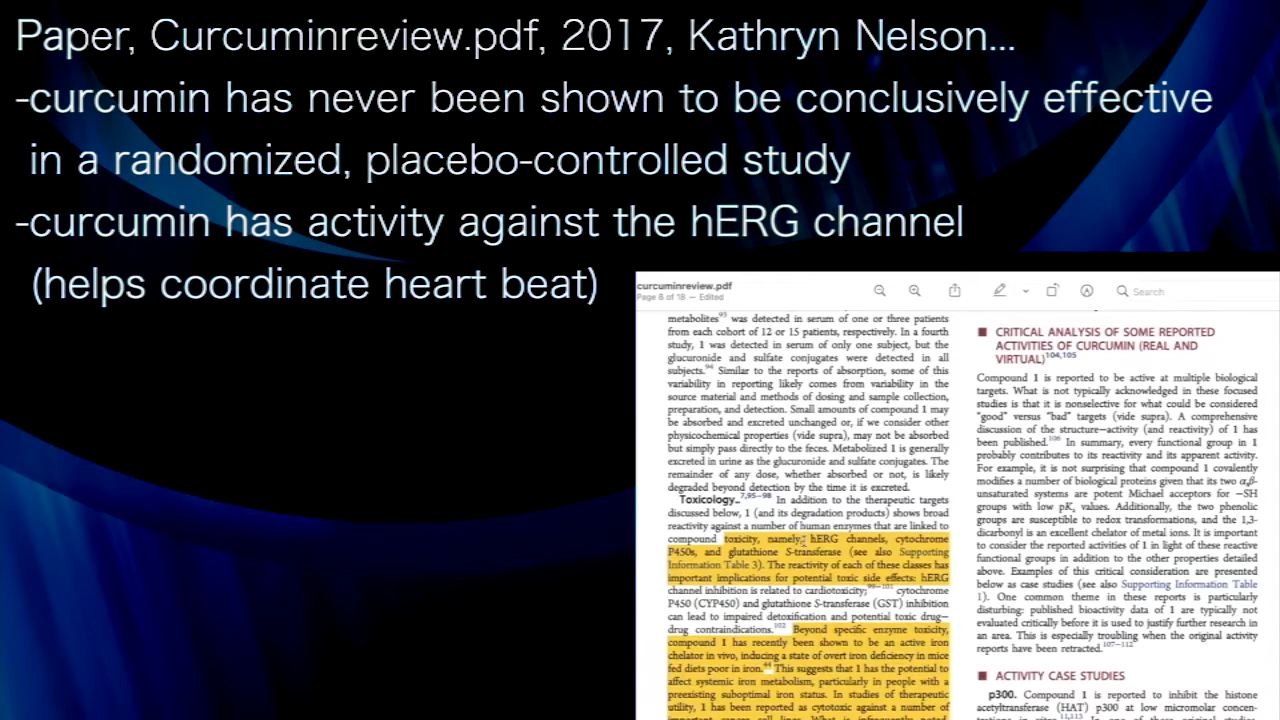 Paper, Curcuminreview.pdf, 2017, Kathryn Nelson...
-curcumin has never been shown to be conclusively effective
in a randomized, placebo-controlled study
-curcumin has activity against the hERG channel
(helps coordinate heart beat)
curcuminreview.pdf
Page 8 of 18 — Edited
Search
metabolites93 was detected in serum of one or three patients
from each cohort of 12 or 15 patients, respectively. In a fourth
study, 1 was detected in serum of only one subject, but the
glucuronide and sulfate conjugates were detected in all
subjects.94 Similar to the reports of absorption, some of this
variability in reporting likely comes from variability in the
source material and methods of dosing and sample collection,
preparation, and detection. Small amounts of compound 1 may
be absorbed and excreted unchanged or, if we consider other
physicochemical properties (vide supra), may not be absorbed
but simply pass directly to the feces. Metabolized 1 is generally
excreted in urine as the glucuronide and sulfate conjugates. The
remainder of any dose, whether absorbed or not, is likely
degraded beyond detection by the time it is excreted.
Toxicology.7,95−98 In addition to the therapeutic targets
discussed below, 1 (and its degradation products) shows broad
reactivity against a number of human enzymes that are linked to
compound toxicity, namely, hERG channels, cytochrome
P450s, and glutathione S-transferase (see also Supporting
Information Table 3). The reactivity of each of these classes has
important implications for potential toxic side effects: hERG
channel inhibition is related to cardiotoxicity;99−101 cytochrome
P450 (CYP450) and glutathione S-transferase (GST) inhibition
can lead to impaired detoxification and potential toxic drug−
drug contraindications.102 Beyond specific enzyme toxicity,
compound 1 has recently been shown to be an active iron
chelator in vivo, inducing a state of overt iron deficiency in mice
fed diets poor in iron.44 This suggests that 1 has the potential to
affect systemic iron metabolism, particularly in people with a
preexisting suboptimal iron status. In studies of therapeutic
utility, 1 has been reported as cytotoxic against a number of
important cancer cell lines. What is infrequently noted,
■ CRITICAL ANALYSIS OF SOME REPORTED
ACTIVITIES OF CURCUMIN (REAL AND
VIRTUAL)104,105
Compound 1 is reported to be active at multiple biological
targets. What is not typically acknowledged in these focused
studies is that it is nonselective for what could be considered
"good" versus "bad" targets (vide supra). A comprehensive
discussion of the structure−activity (and reactivity) of 1 has
been published.106 In summary, every functional group in 1
probably contributes to its reactivity and its apparent activity.
For example, it is not surprising that compound 1 covalently
modifies a number of biological proteins given that its two α,β-
unsaturated systems are potent Michael acceptors for −SH
groups with low pKa values. Additionally, the two phenolic
groups are susceptible to redox transformations, and the 1,3-
dicarbonyl is an excellent chelator of metal ions. It is important
to consider the reported activities of 1 in light of these reactive
functional groups in addition to the other properties detailed
above. Examples of this critical consideration are presented
below as case studies (see also Supporting Information Table
1). One common theme in these reports is particularly
disturbing: published bioactivity data of 1 are typically not
evaluated critically before it is used to justify further research in
an area. This is especially troubling when the original activity
reports have been retracted.107−112
■ ACTIVITY CASE STUDIES
p300. Compound 1 is reported to inhibit the histone
acetyltransferase (HAT) p300 at low micromolar concen-